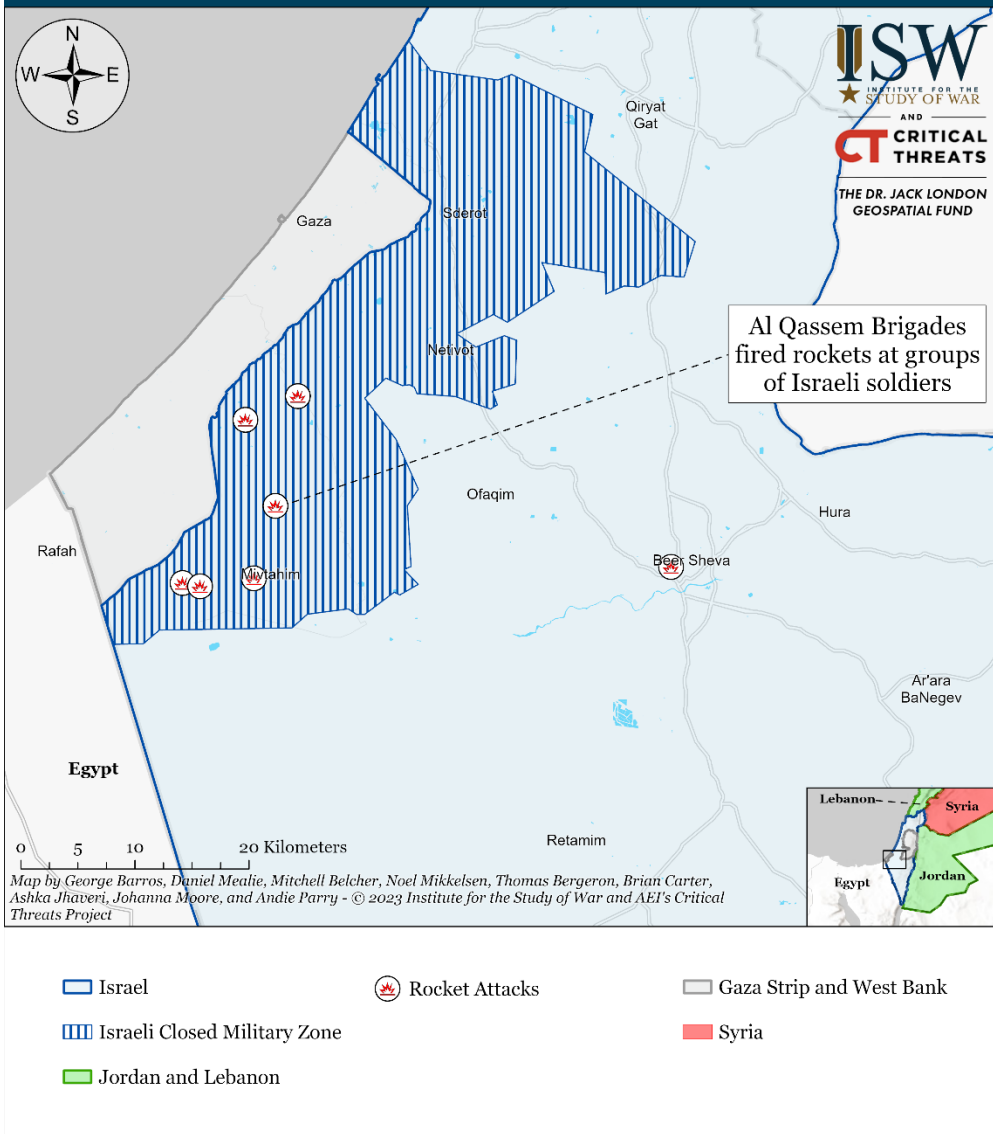 N
W
E
S
ISW
INSTITUTE FOR THE
STUDY OF WAR
AND
CT CRITICAL
THREATS
THE DR. JACK LONDON
GEOSPATIAL FUND
Qiryat
Gat
Sderot
Gaza
Al Qassem Brigades
fired rockets at groups
of Israeli soldiers
Netivot
Ofaqim
Hura
Rafah
Beer Sheva
Mivtahim
Ar'ara
BaNegev
Egypt
Retamim
Lebanon
Syria
Egypt
Jordan
0 5 10 20 Kilometers
Map by George Barros, Daniel Mealie, Mitchell Belcher, Noel Mikkelsen, Thomas Bergeron, Brian Carter,
Ashka Jhaveri, Johanna Moore, and Andie Parry - © 2023 Institute for the Study of War and AEI's Critical
Threats Project
Israel
Rocket Attacks
Gaza Strip and West Bank
Israeli Closed Military Zone
Syria
Jordan and Lebanon